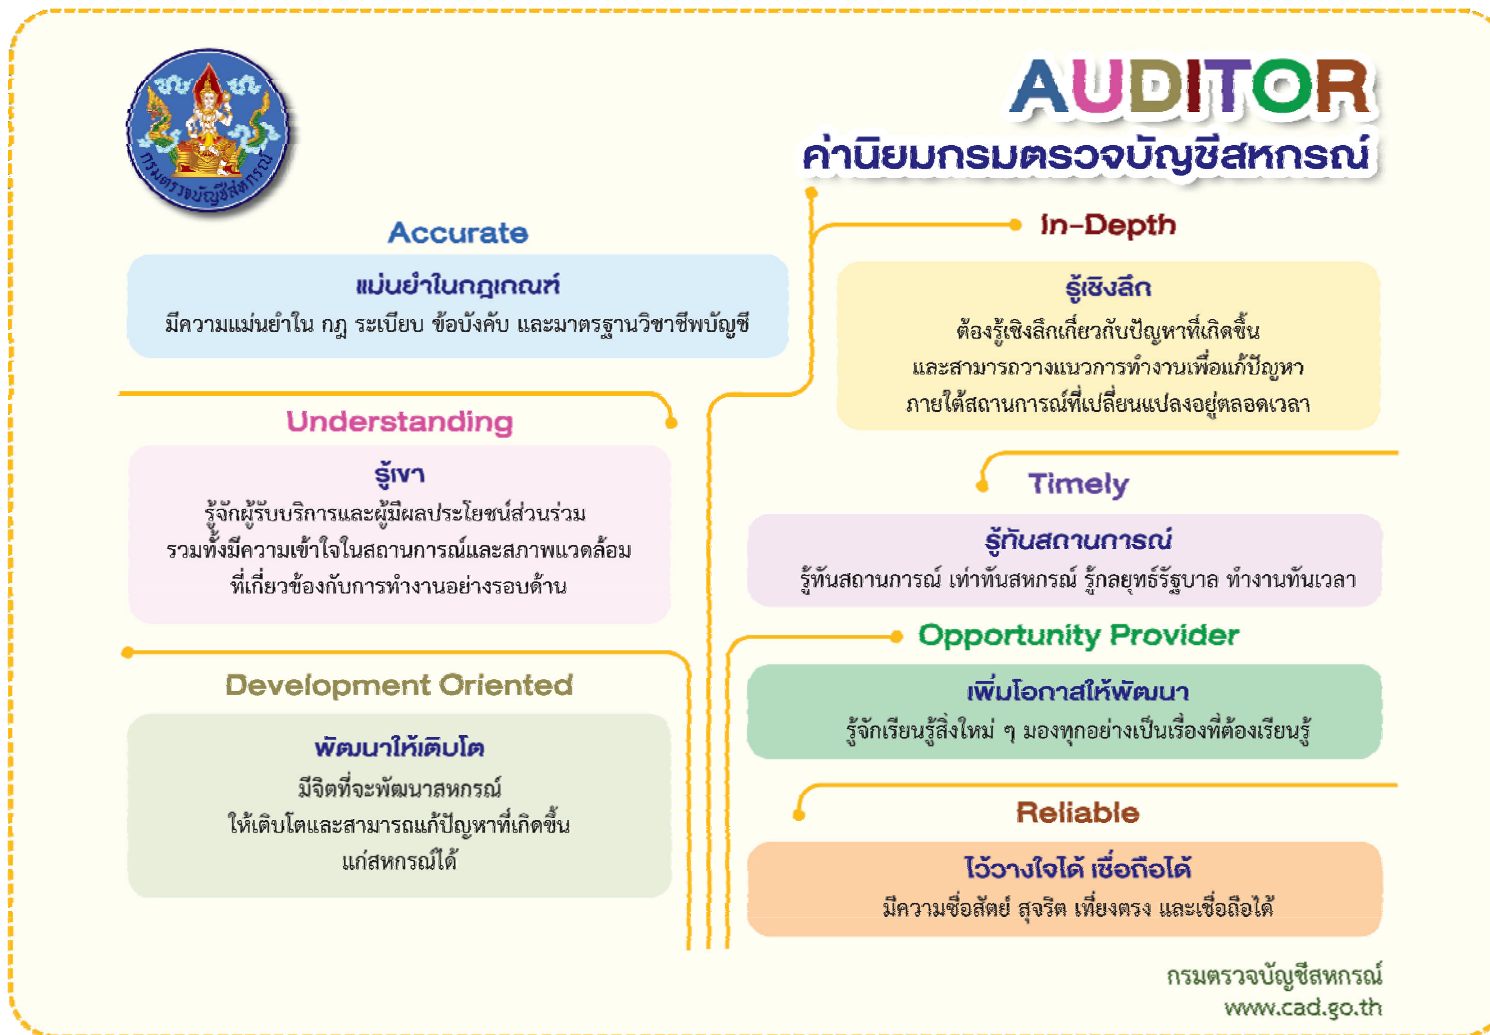 AUDITOR
ค่านิยมกรมตรวจบัญชีสหกรณ์
กรมตรวจบัญชีสหกรณ์
Accurate
แม่นยำในกฎเกณฑ์
มีความแม่นยำใน กฎ ระเบียบ ข้อบังคับ และมาตรฐานวิชาชีพบัญชี
Understanding
รู้เขา
รู้จักผู้รับบริการและผู้มีผลประโยชน์ส่วนร่วม
รวมทั้งมีความเข้าใจในสถานการณ์และสภาพแวดล้อม
ที่เกี่ยวข้องกับการทำงานอย่างรอบด้าน
Development Oriented
พัฒนาให้เติบโต
มีจิตที่จะพัฒนาสหกรณ์
ให้เติบโตและสามารถแก้ปัญหาที่เกิดขึ้น
แก่สหกรณ์ได้
In-Depth
รู้เชิงลึก
ต้องรู้เชิงลึกเกี่ยวกับปัญหาที่เกิดขึ้น
และสามารถวางแนวการทำงานเพื่อแก้ปัญหา
ภายใต้สถานการณ์ที่เปลี่ยนแปลงอยู่ตลอดเวลา
Timely
รู้ทันสถานการณ์
รู้ทันสถานการณ์ เท่าทันสหกรณ์ รู้กลยุทธ์รัฐบาล ทำงานทันเวลา
Opportunity Provider
เพิ่มโอกาสให้พัฒนา
รู้จักเรียนรู้สิ่งใหม่ ๆ มองทุกอย่างเป็นเรื่องที่ต้องเรียนรู้
Reliable
ไว้วางใจได้ เชื่อถือได้
มีความซื่อสัตย์ สุจริต เที่ยงตรง และเชื่อถือได้
กรมตรวจบัญชีสหกรณ์
www.cad.go.th